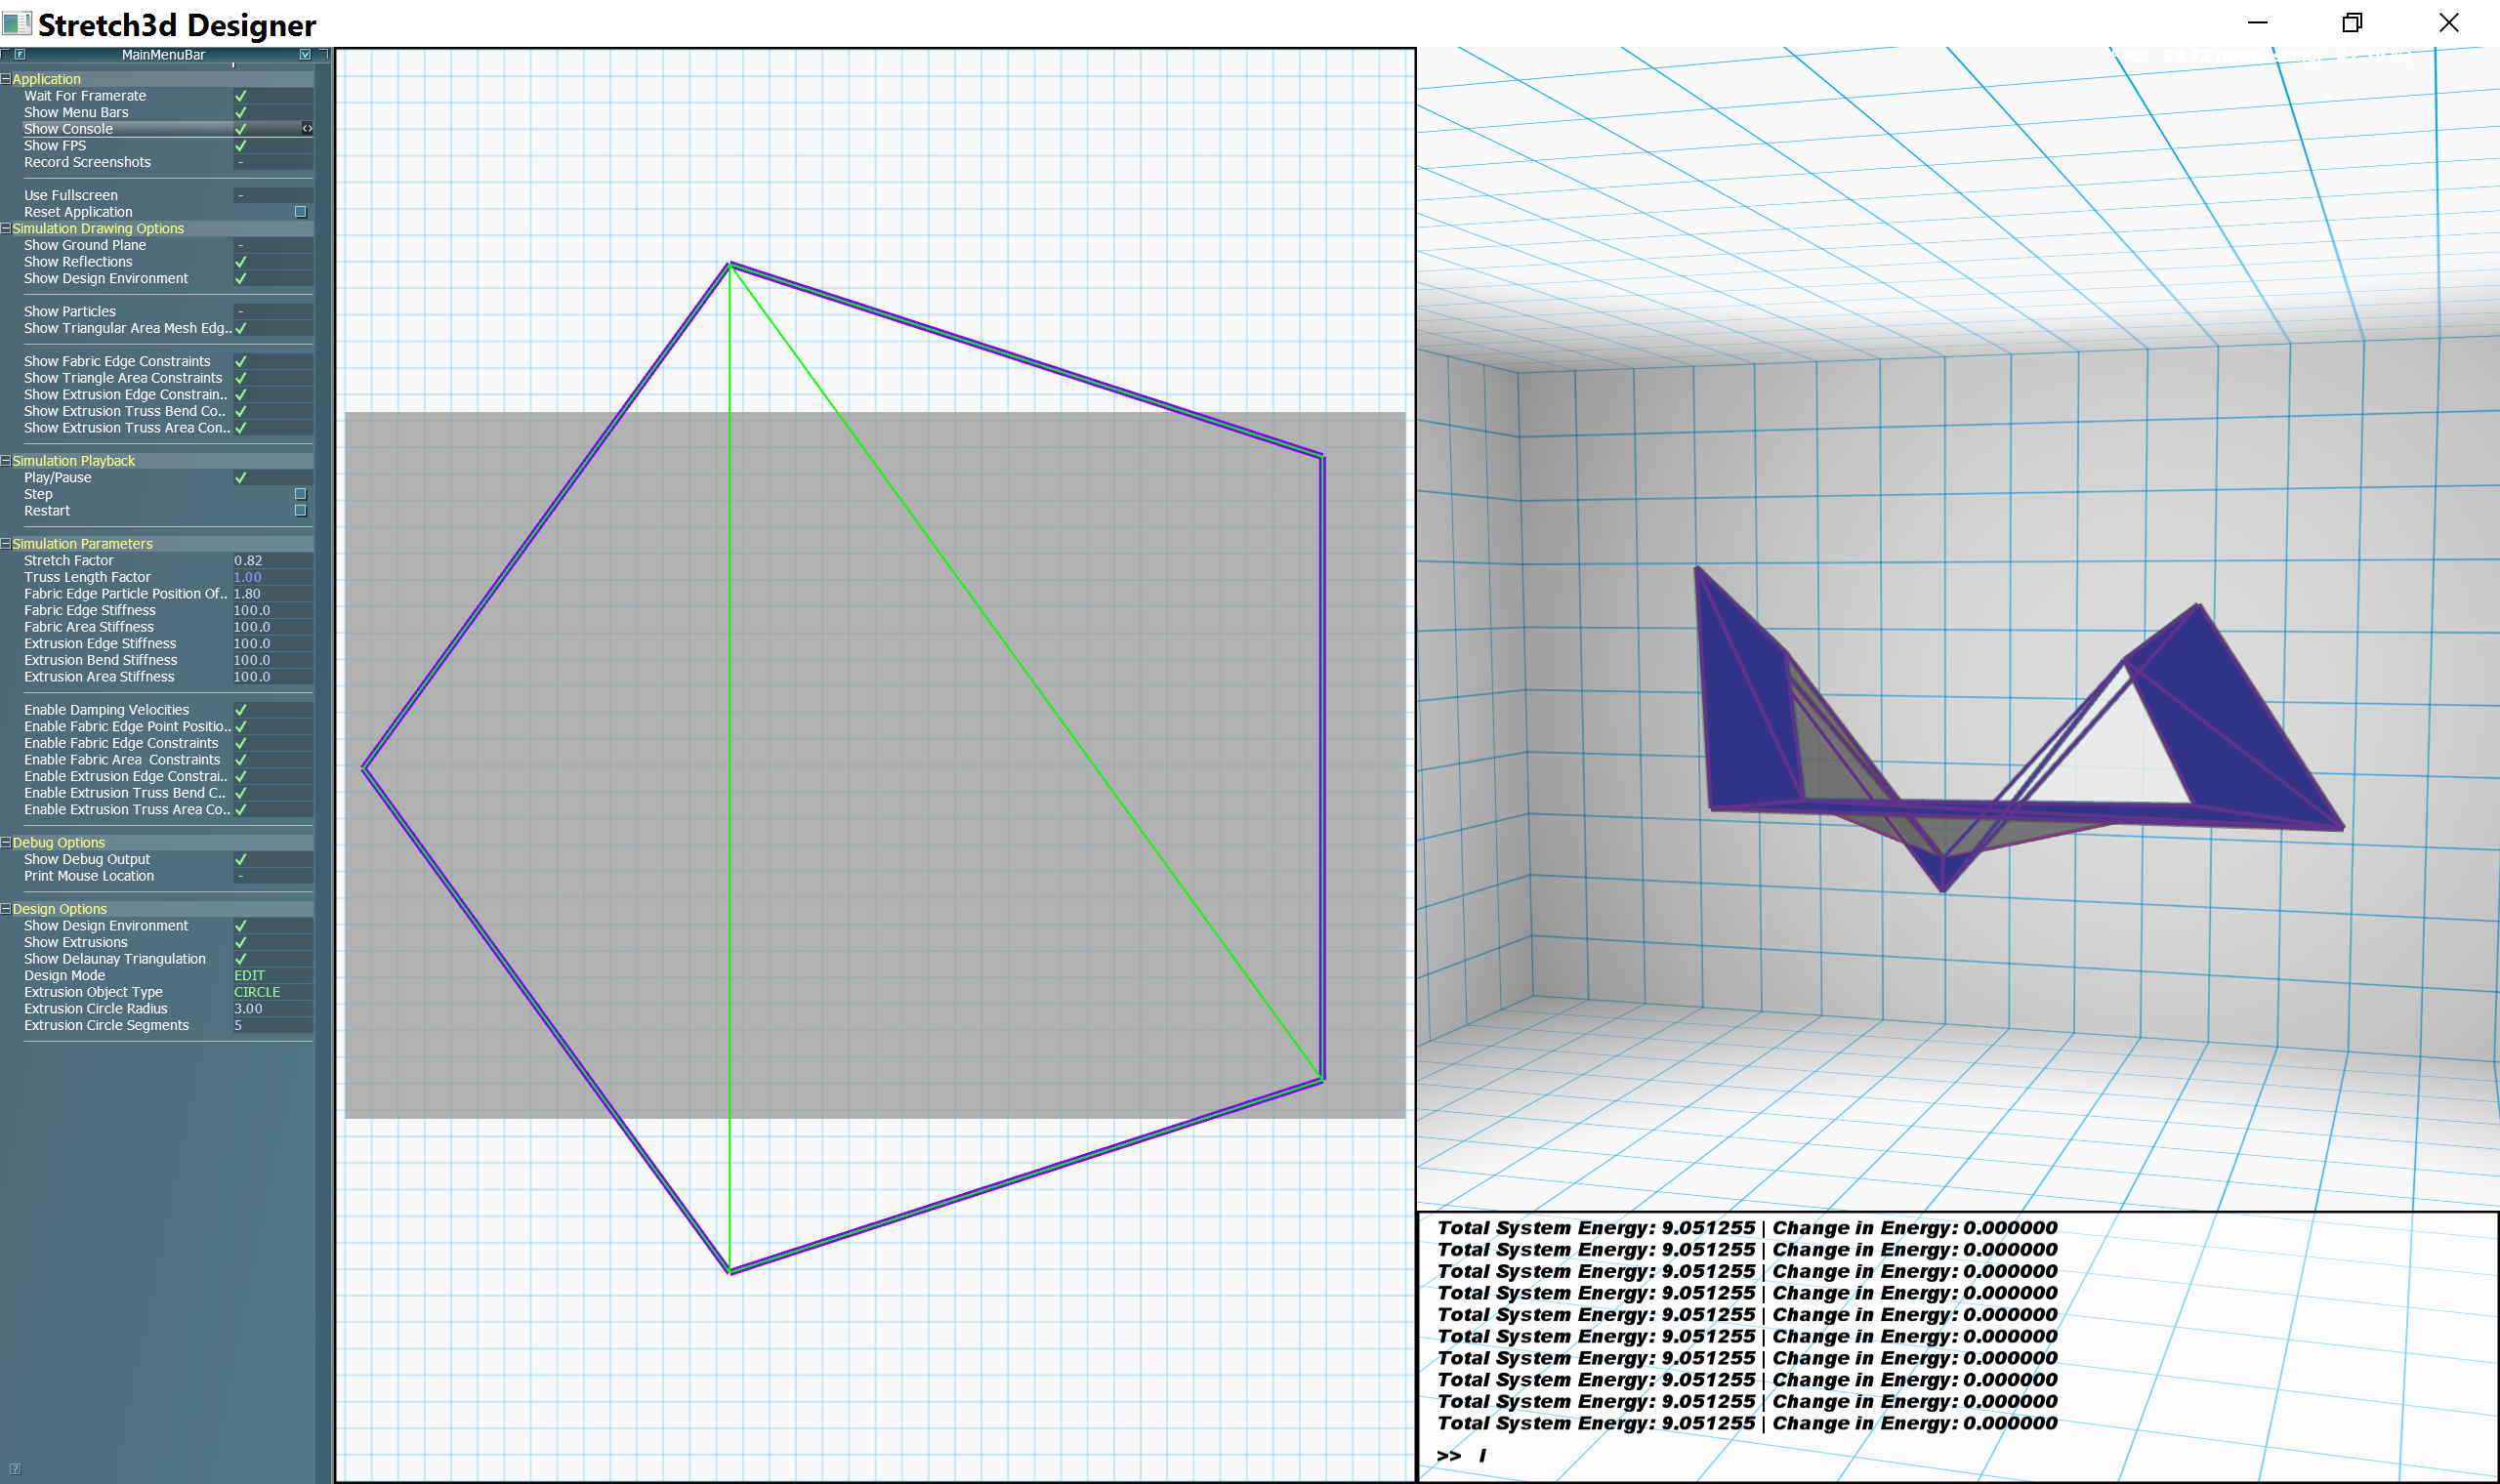 Stretch3d Designer
MainMenuBar
Application
Wait For Framerate
Show Menu Bars
Show Console
Show FPS
Record Screenshots -
Use Fullscreen -
Reset Application
Simulation Drawing Options
Show Ground Plane -
Show Reflections
Show Design Environment
Show Particles -
Show Triangular Area Mesh Edg..
Show Fabric Edge Constraints
Show Triangle Area Constraints
Show Extrusion Edge Constrain..
Show Extrusion Truss Bend Co..
Show Extrusion Truss Area Con..
Simulation Playback
Play/Pause
Step
Restart
Simulation Parameters
Stretch Factor 0.82
Truss Length Factor 1.00
Fabric Edge Particle Position Of.. 1.80
Fabric Edge Stiffness 100.0
Fabric Area Stiffness 100.0
Extrusion Edge Stiffness 100.0
Extrusion Bend Stiffness 100.0
Extrusion Area Stiffness 100.0
Enable Damping Velocities
Enable Fabric Edge Point Positio..
Enable Fabric Edge Constraints
Enable Fabric Area Constraints
Enable Extrusion Edge Constrai..
Enable Extrusion Truss Bend C..
Enable Extrusion Truss Area Co..
Debug Options
Show Debug Output
Print Mouse Location -
Design Options
Show Design Environment
Show Extrusions
Show Delaunay Triangulation
Design Mode EDIT
Extrusion Object Type CIRCLE
Extrusion Circle Radius 3.00
Extrusion Circle Segments 5
Total System Energy: 9.051255 | Change in Energy: 0.000000
Total System Energy: 9.051255 | Change in Energy: 0.000000
Total System Energy: 9.051255 | Change in Energy: 0.000000
Total System Energy: 9.051255 | Change in Energy: 0.000000
Total System Energy: 9.051255 | Change in Energy: 0.000000
Total System Energy: 9.051255 | Change in Energy: 0.000000
Total System Energy: 9.051255 | Change in Energy: 0.000000
Total System Energy: 9.051255 | Change in Energy: 0.000000
Total System Energy: 9.051255 | Change in Energy: 0.000000
Total System Energy: 9.051255 | Change in Energy: 0.000000
>>